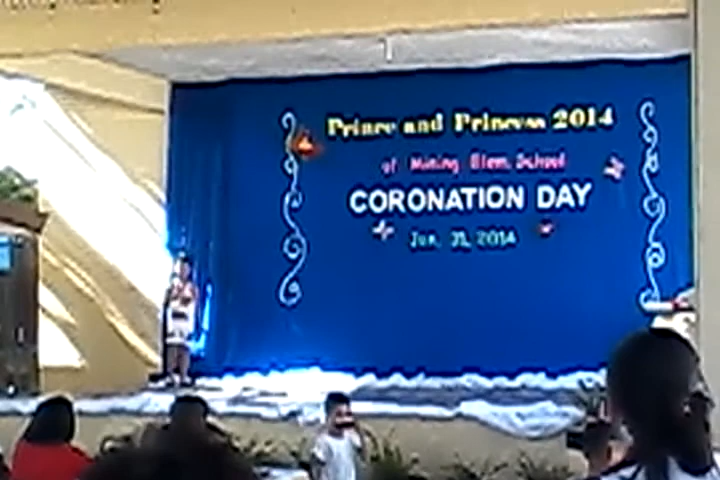 Prince and Princess 2014
of Mining Elem. School
CORONATION DAY
Jan. 31, 2014